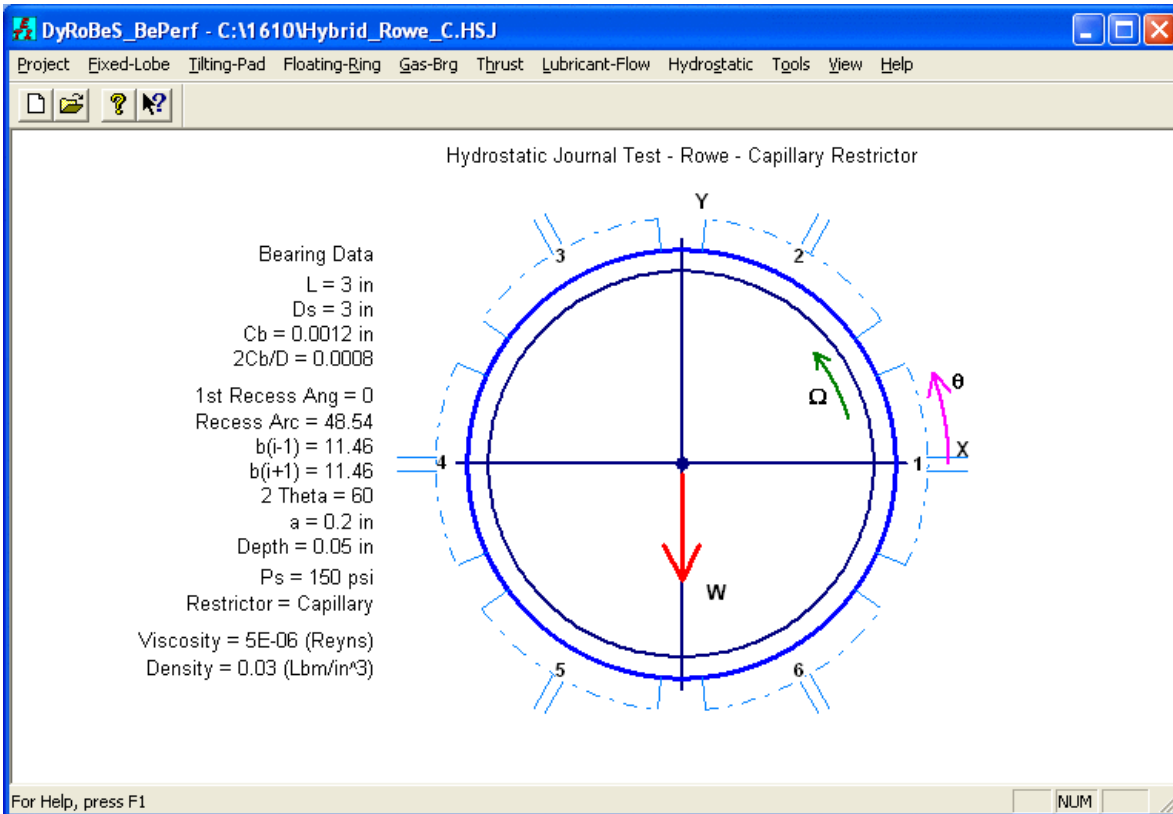 DyRoBeS_BePerf - C:\1610\Hybrid_Rowe_C.HSJ
Project Fixed-Lobe Tilting-Pad Floating-Ring Gas-Brg Thrust Lubricant-Flow Hydrostatic Tools View Help
Hydrostatic Journal Test - Rowe - Capillary Restrictor
Bearing Data
L = 3 in
Ds = 3 in
Cb = 0.0012 in
2Cb/D = 0.0008
1st Recess Ang = 0
Recess Arc = 48.54
b(i-1) = 11.46
b(i+1) = 11.46
2 Theta = 60
a = 0.2 in
Depth = 0.05 in
Ps = 150 psi
Restrictor = Capillary
Viscosity = 5E-06 (Reyns)
Density = 0.03 (Lbm/in^3)
Y
3
2
Ω
θ
X
4
1
W
5
6
For Help, press F1
NUM